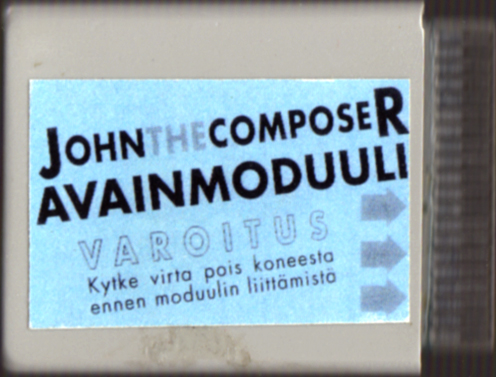 JOHNTHECOMPOSER
AVAINMODUULI
VAROITUS
Kytke virta pois koneesta
ennen moduulin liittämistä